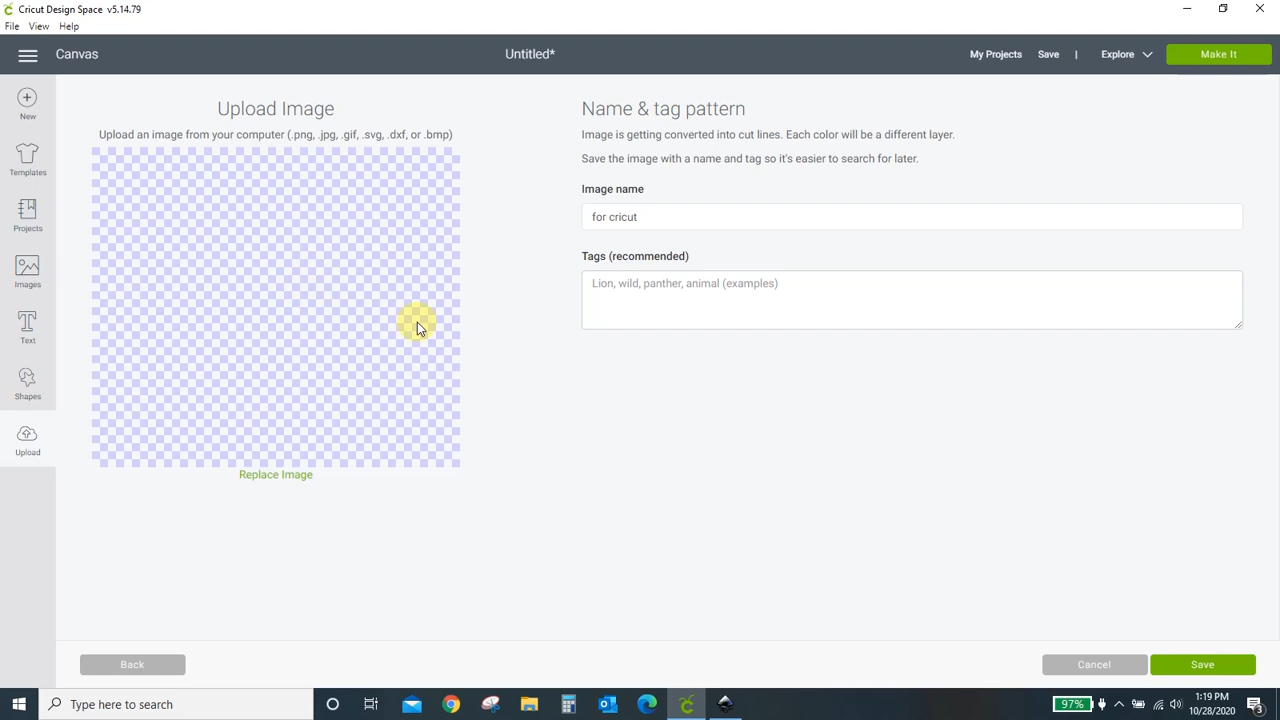 Cricut Design Space v5.14.79
File View Help
Canvas
Untitled*
My Projects Save | Explore Make It
New
Templates
Projects
Images
Text
Shapes
Upload
Upload Image
Upload an image from your computer (.png, .jpg, .gif, .svg, .dxf, or .bmp)
Replace Image
Name & tag pattern
Image is getting converted into cut lines. Each color will be a different layer.
Save the image with a name and tag so it's easier to search for later.
Image name
for cricut
Tags (recommended)
Lion, wild, panther, animal (examples)
Back
Cancel Save
Type here to search
97%
1:19 PM
10/28/2020
3